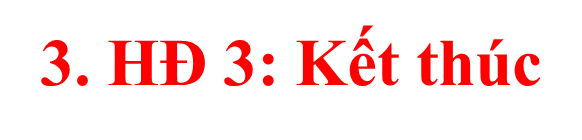 3. HĐ 3: Kết thúc